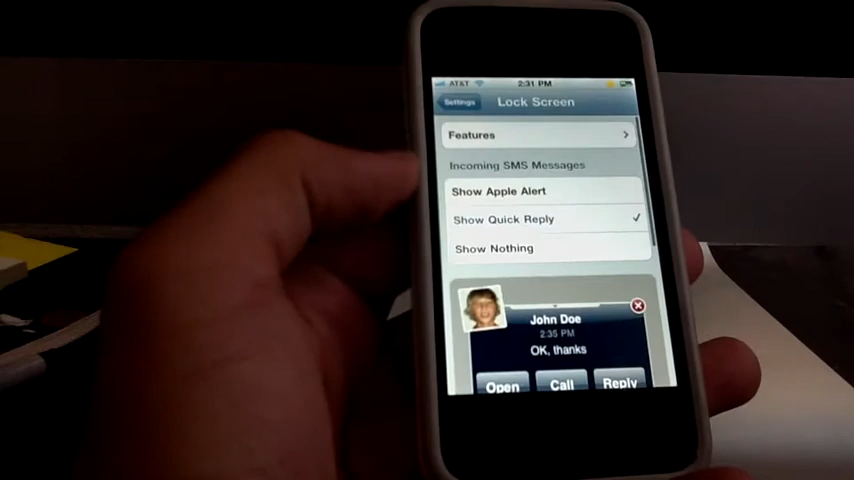 AT&T 2:31 PM
Settings Lock Screen
Features
Incoming SMS Messages
Show Apple Alert
Show Quick Reply
Show Nothing
John Doe
2:35 PM
OK, thanks
Open Call Reply